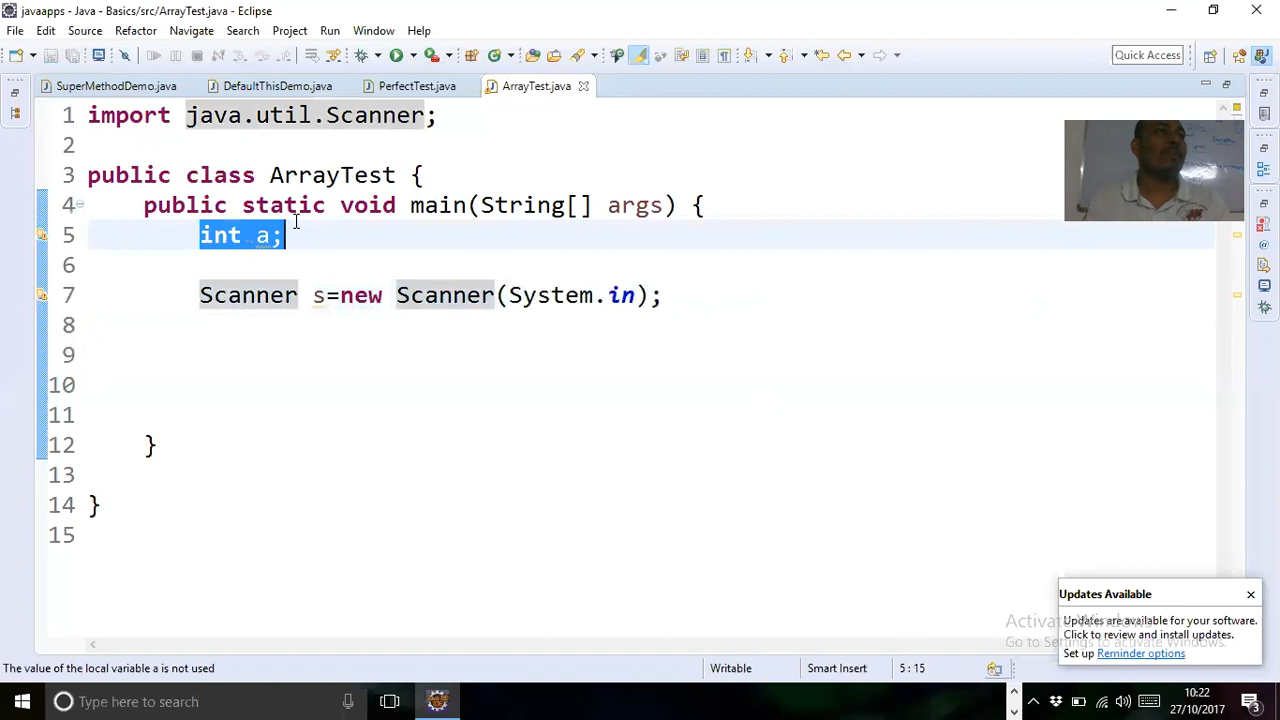 javaapps - Java - Basics/src/ArrayTest.java - Eclipse
File Edit Source Refactor Navigate Search Project Run Window Help
Quick Access
SuperMethodDemo.java DefaultThisDemo.java PerfectTest.java ArrayTest.java
1 import java.util.Scanner;
2
3 public class ArrayTest {
4 public static void main(String[] args) {
5 int a;
6
7 Scanner s=new Scanner(System.in);
8
9
10
11
12 }
13
14 }
15
Updates Available
Updates are available for your software.
Click to review and install updates.
Set up Reminder options
Activate Windows
Go to Settings to activate Windows.
The value of the local variable a is not used Writable Smart Insert 5 : 15
Type here to search
10:22
27/10/2017
3